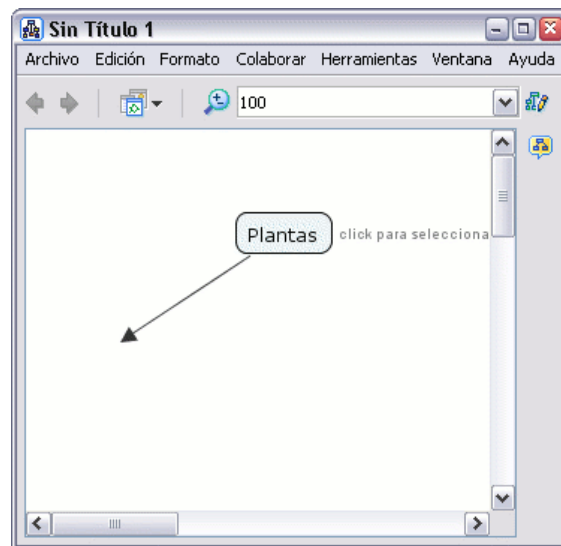 Sin Título 1
Archivo Edición Formato Colaborar Herramientas Ventana Ayuda
100
Plantas click para selecciona